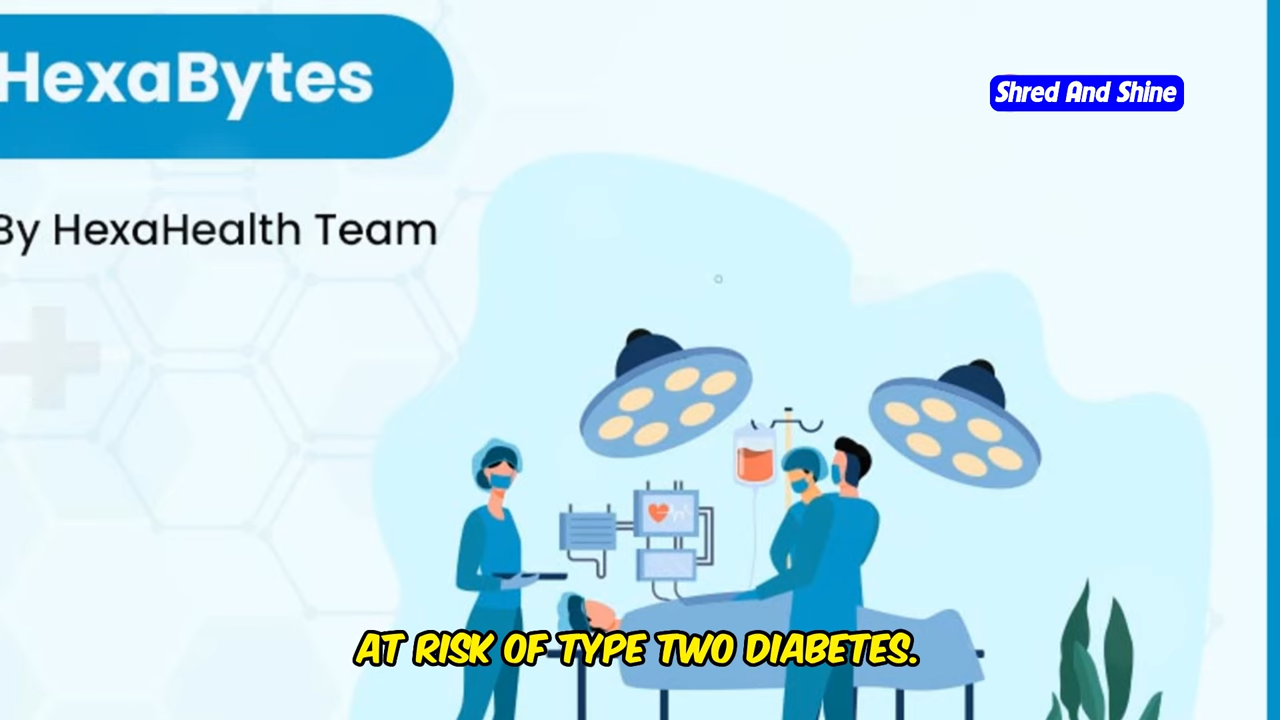 HexaBytes
Shred And Shine
By HexaHealth Team
AT RISK OF TYPE TWO DIABETES.